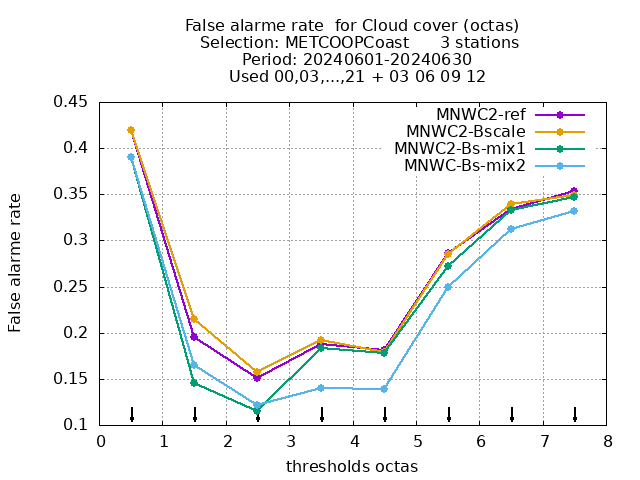 False alarme rate  for Cloud cover (octas)
Selection: METCOOPCoast      3 stations
Period: 20240601-20240630
Used 00,03,...,21 + 03 06 09 12
MNWC2-ref
MNWC2-Bscale
MNWC2-Bs-mix1
MNWC-Bs-mix2
False alarme rate
0.45
0.4
0.35
0.3
0.25
0.2
0.15
0.1
0 1 2 3 4 5 6 7 8
thresholds octas